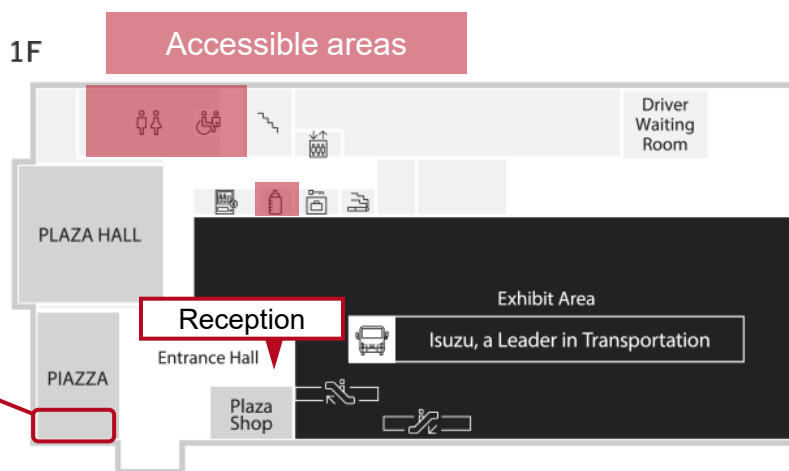 1F
Accessible areas
Driver
Waiting
Room
PLAZA HALL
Exhibit Area
Reception
Isuzu, a Leader in Transportation
Entrance Hall
PIAZZA
Plaza
Shop